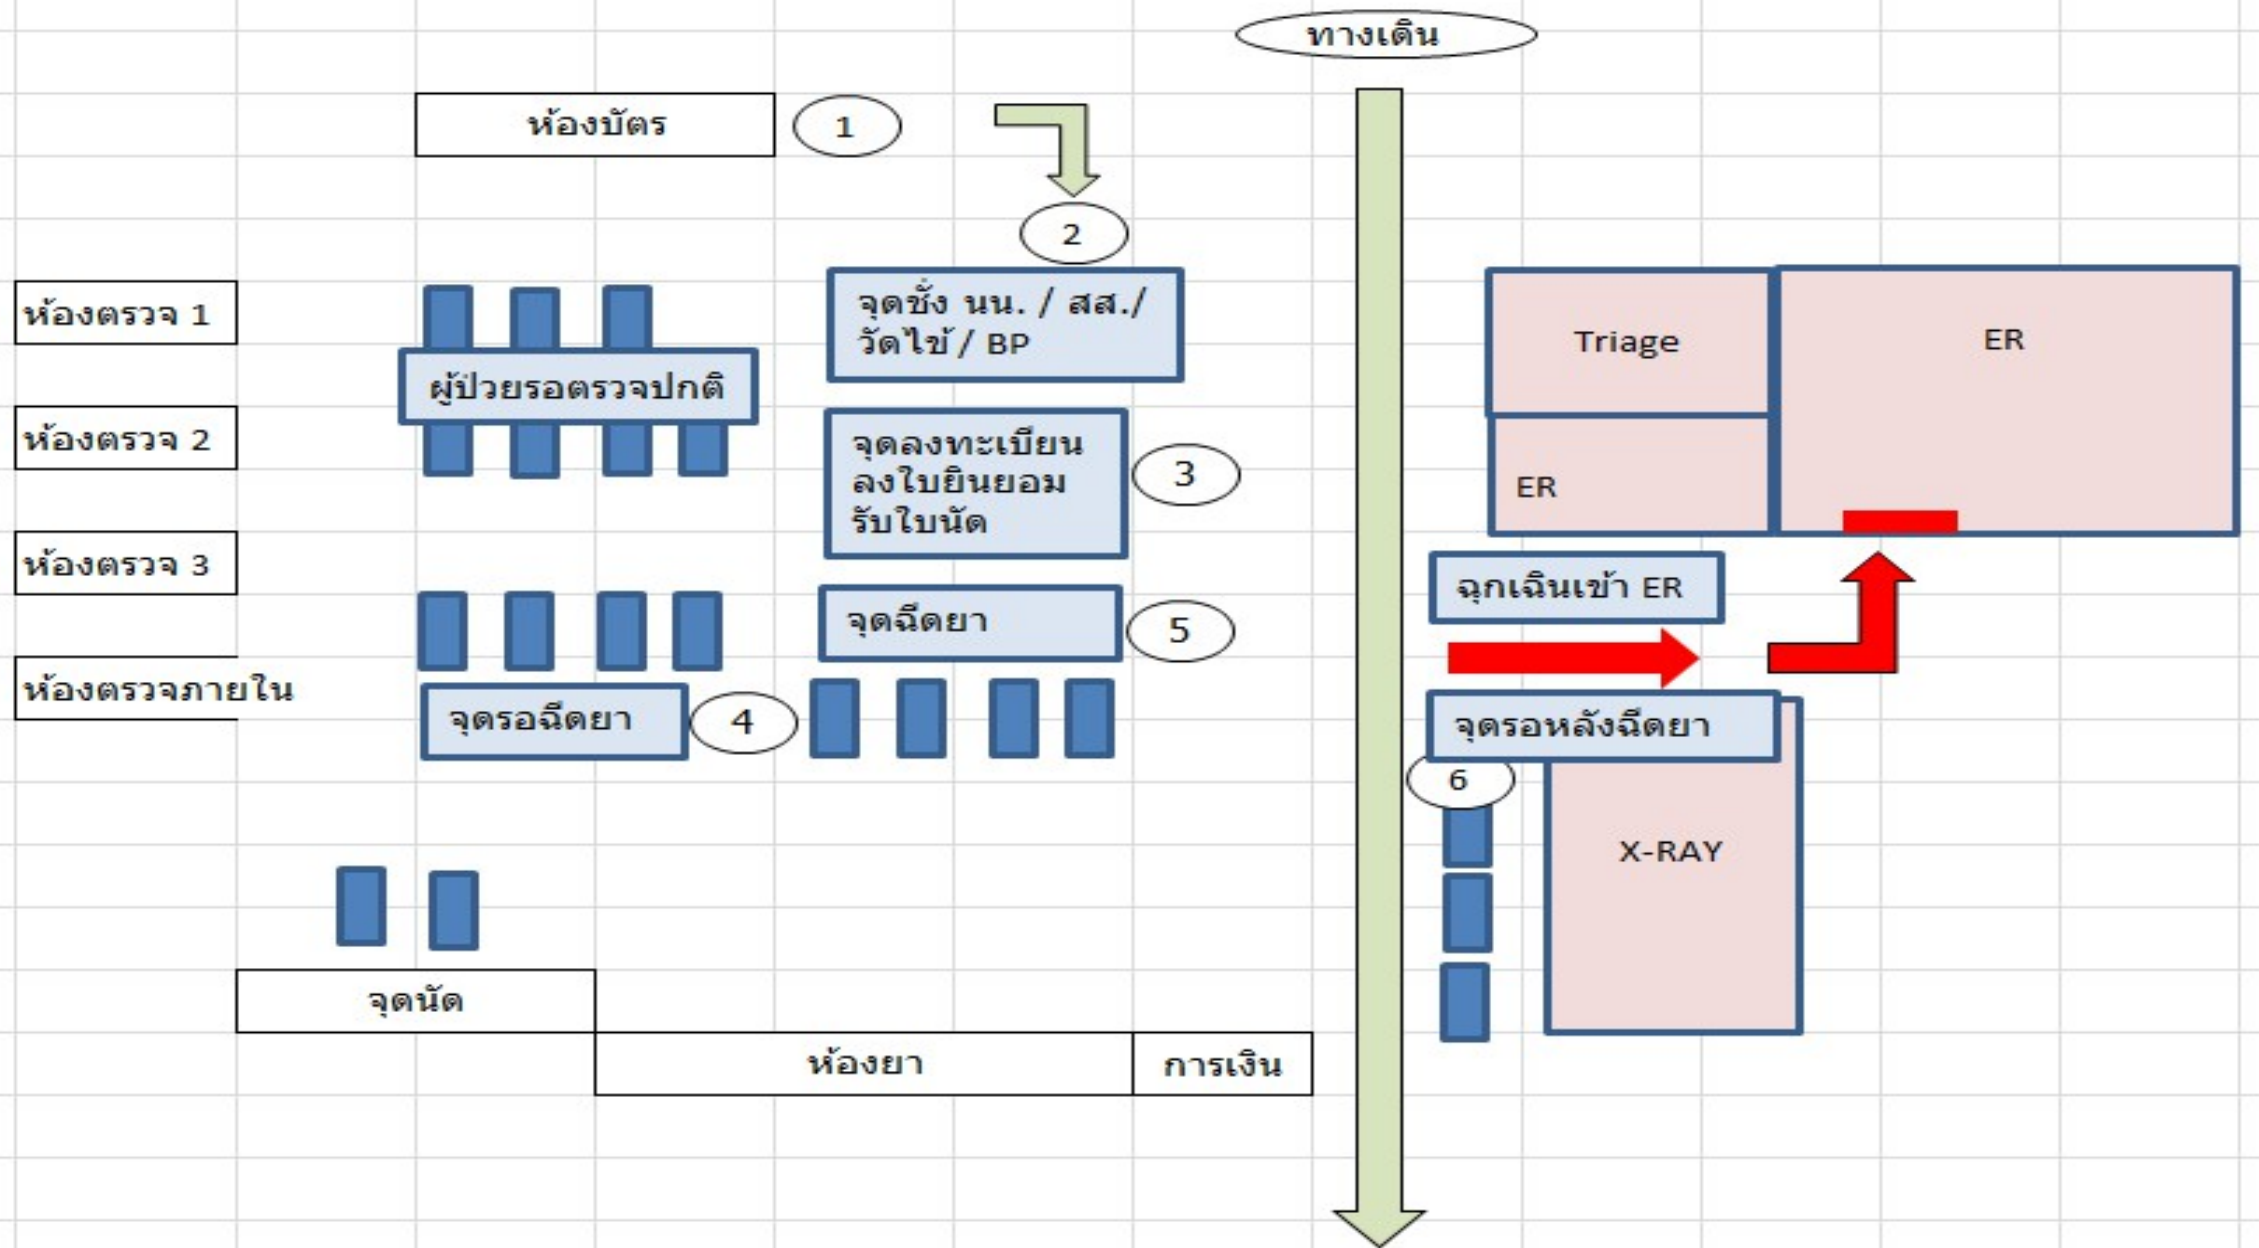 ทางเดิน
ห้องบัตร
1
2
ห้องตรวจ 1
จุดชั่ง นน. / สส./
วัดไข้ / BP
Triage
ER
ผู้ป่วยรอตรวจปกติ
ห้องตรวจ 2
จุดลงทะเบียน
ลงใบยินยอม
รับใบนัด
3
ER
ห้องตรวจ 3
จุดฉีดยา
5
ฉุกเฉินเข้า ER
ห้องตรวจภายใน
จุดรอฉีดยา
4
จุดรอหลังฉีดยา
6
X-RAY
จุดนัด
ห้องยา
การเงิน